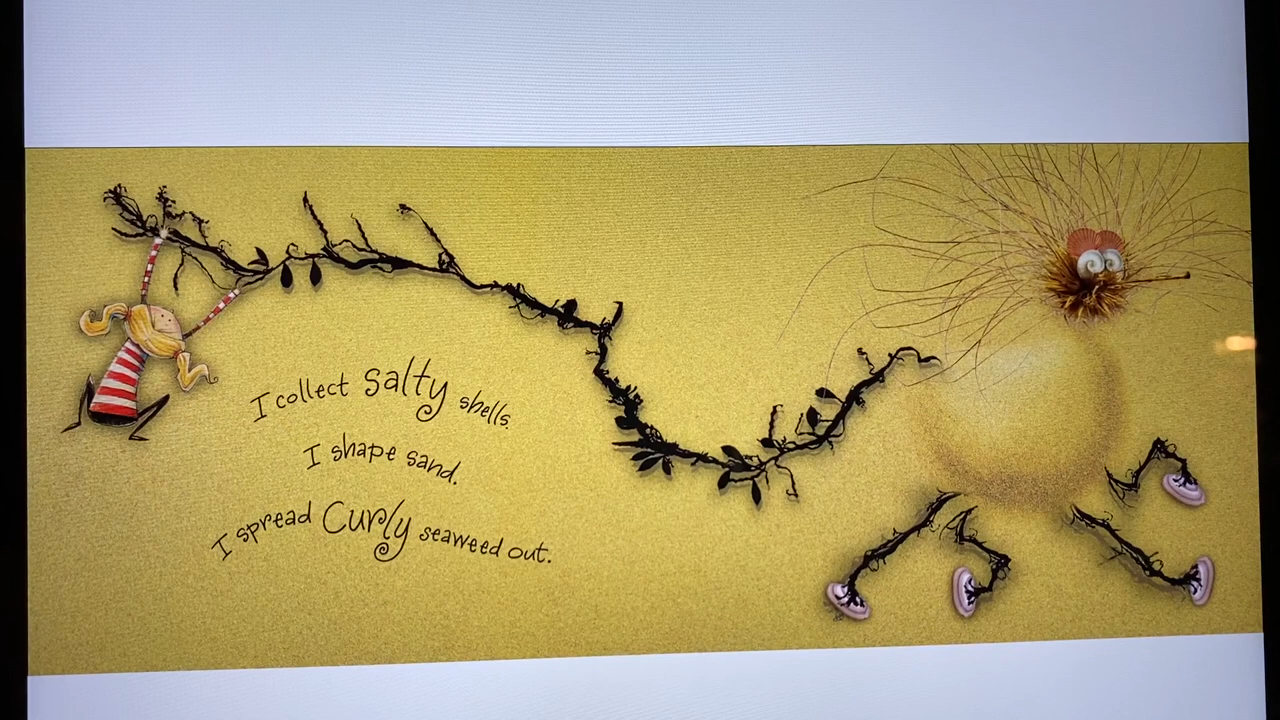 I collect salty shells.
I shape sand.
I spread Curly seaweed out.